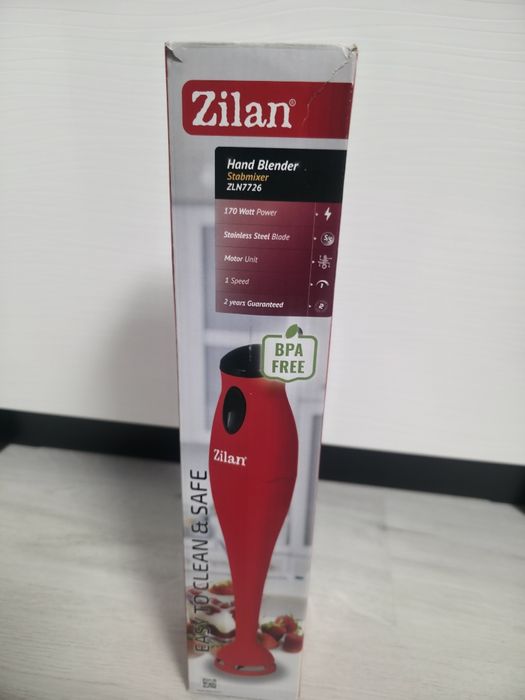 Zilan®
Hand Blender
Stabmixer
ZLN7726
170 Watt Power
Stainless Steel Blade
Motor Unit
1 Speed
2 years Guaranteed
BPA
FREE
Zilan
EASY TO CLEAN & SAFE